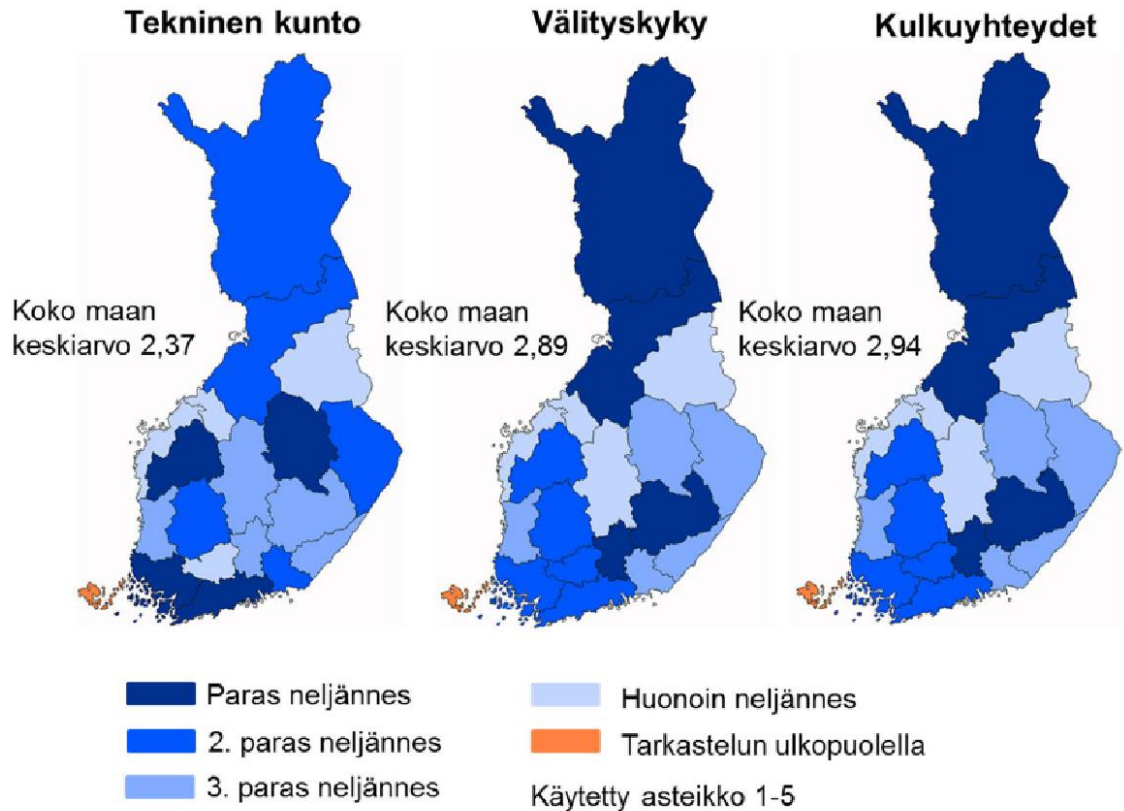 Tekninen kunto
Välityskyky
Kulkuyhteydet
Koko maan
keskiarvo 2,37
Koko maan
keskiarvo 2,89
Koko maan
keskiarvo 2,94
Paras neljännes
2. paras neljännes
3. paras neljännes
Huonoin neljännes
Tarkastelun ulkopuolella
Käytetty asteikko 1-5